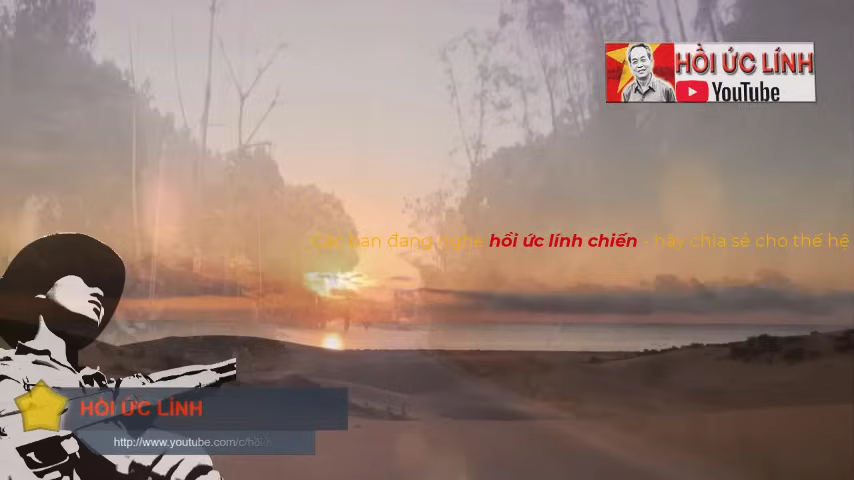 HỒI ỨC LÍNH
YouTube
Các bạn đang nghe hồi ức lính chiến - hãy chia sẻ cho thế hệ
HỒI ỨC LÍNH
http://www.youtube.com/c/hồi